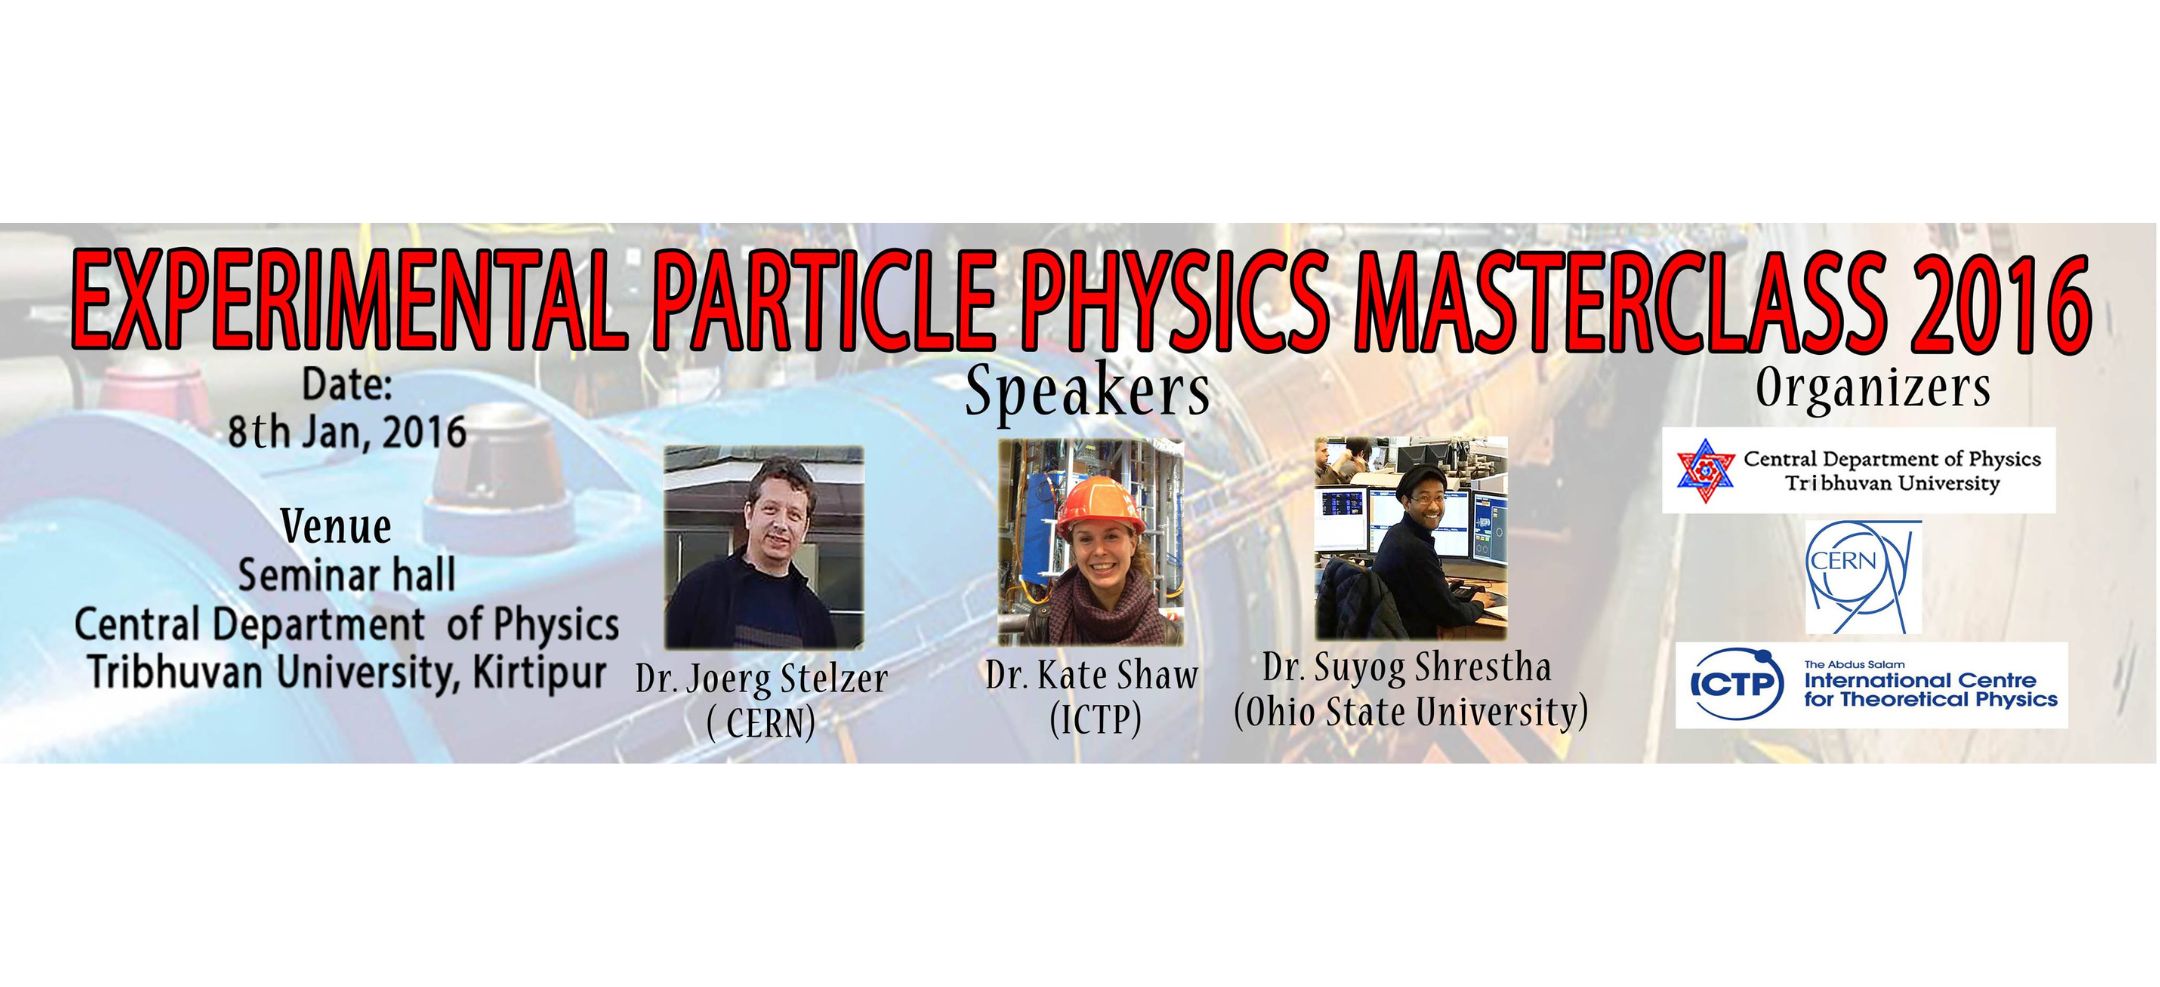 EXPERIMENTAL PARTICLE PHYSICS MASTERCLASS 2016
Date:
8th Jan, 2016
Venue
Seminar hall
Central Department of Physics
Tribhuvan University, Kirtipur
Speakers
Dr. Joerg Stelzer
( CERN)
Dr. Kate Shaw
(ICTP)
Dr. Suyog Shrestha
(Ohio State University)
Organizers
Central Department of Physics
Tribhuvan University
CERN
ICTP
The Abdus Salam
International Centre
for Theoretical Physics